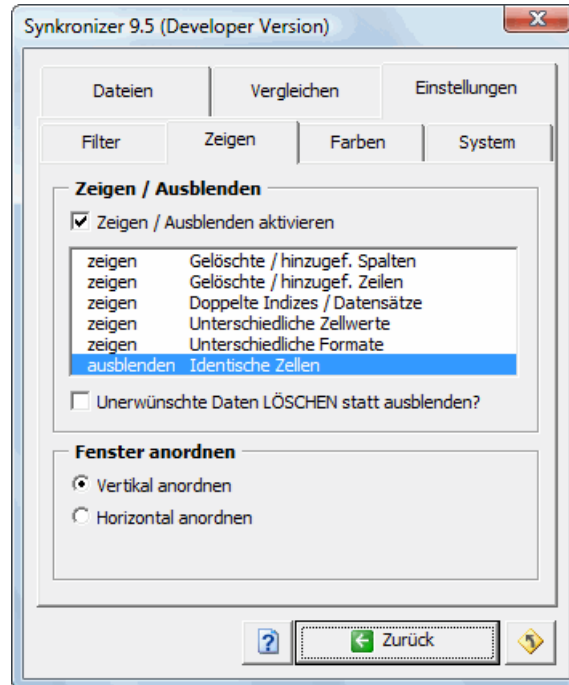 Synkronizer 9.5 (Developer Version)
Dateien Vergleichen Einstellungen
Filter Zeigen Farben System
Zeigen / Ausblenden
Zeigen / Ausblenden aktivieren
zeigen Gelöschte / hinzugef. Spalten
zeigen Gelöschte / hinzugef. Zeilen
zeigen Doppelte Indizes / Datensätze
zeigen Unterschiedliche Zellwerte
zeigen Unterschiedliche Formate
ausblenden Identische Zellen
Unerwünschte Daten LÖSCHEN statt ausblenden?
Fenster anordnen
Vertikal anordnen
Horizontal anordnen
Zurück